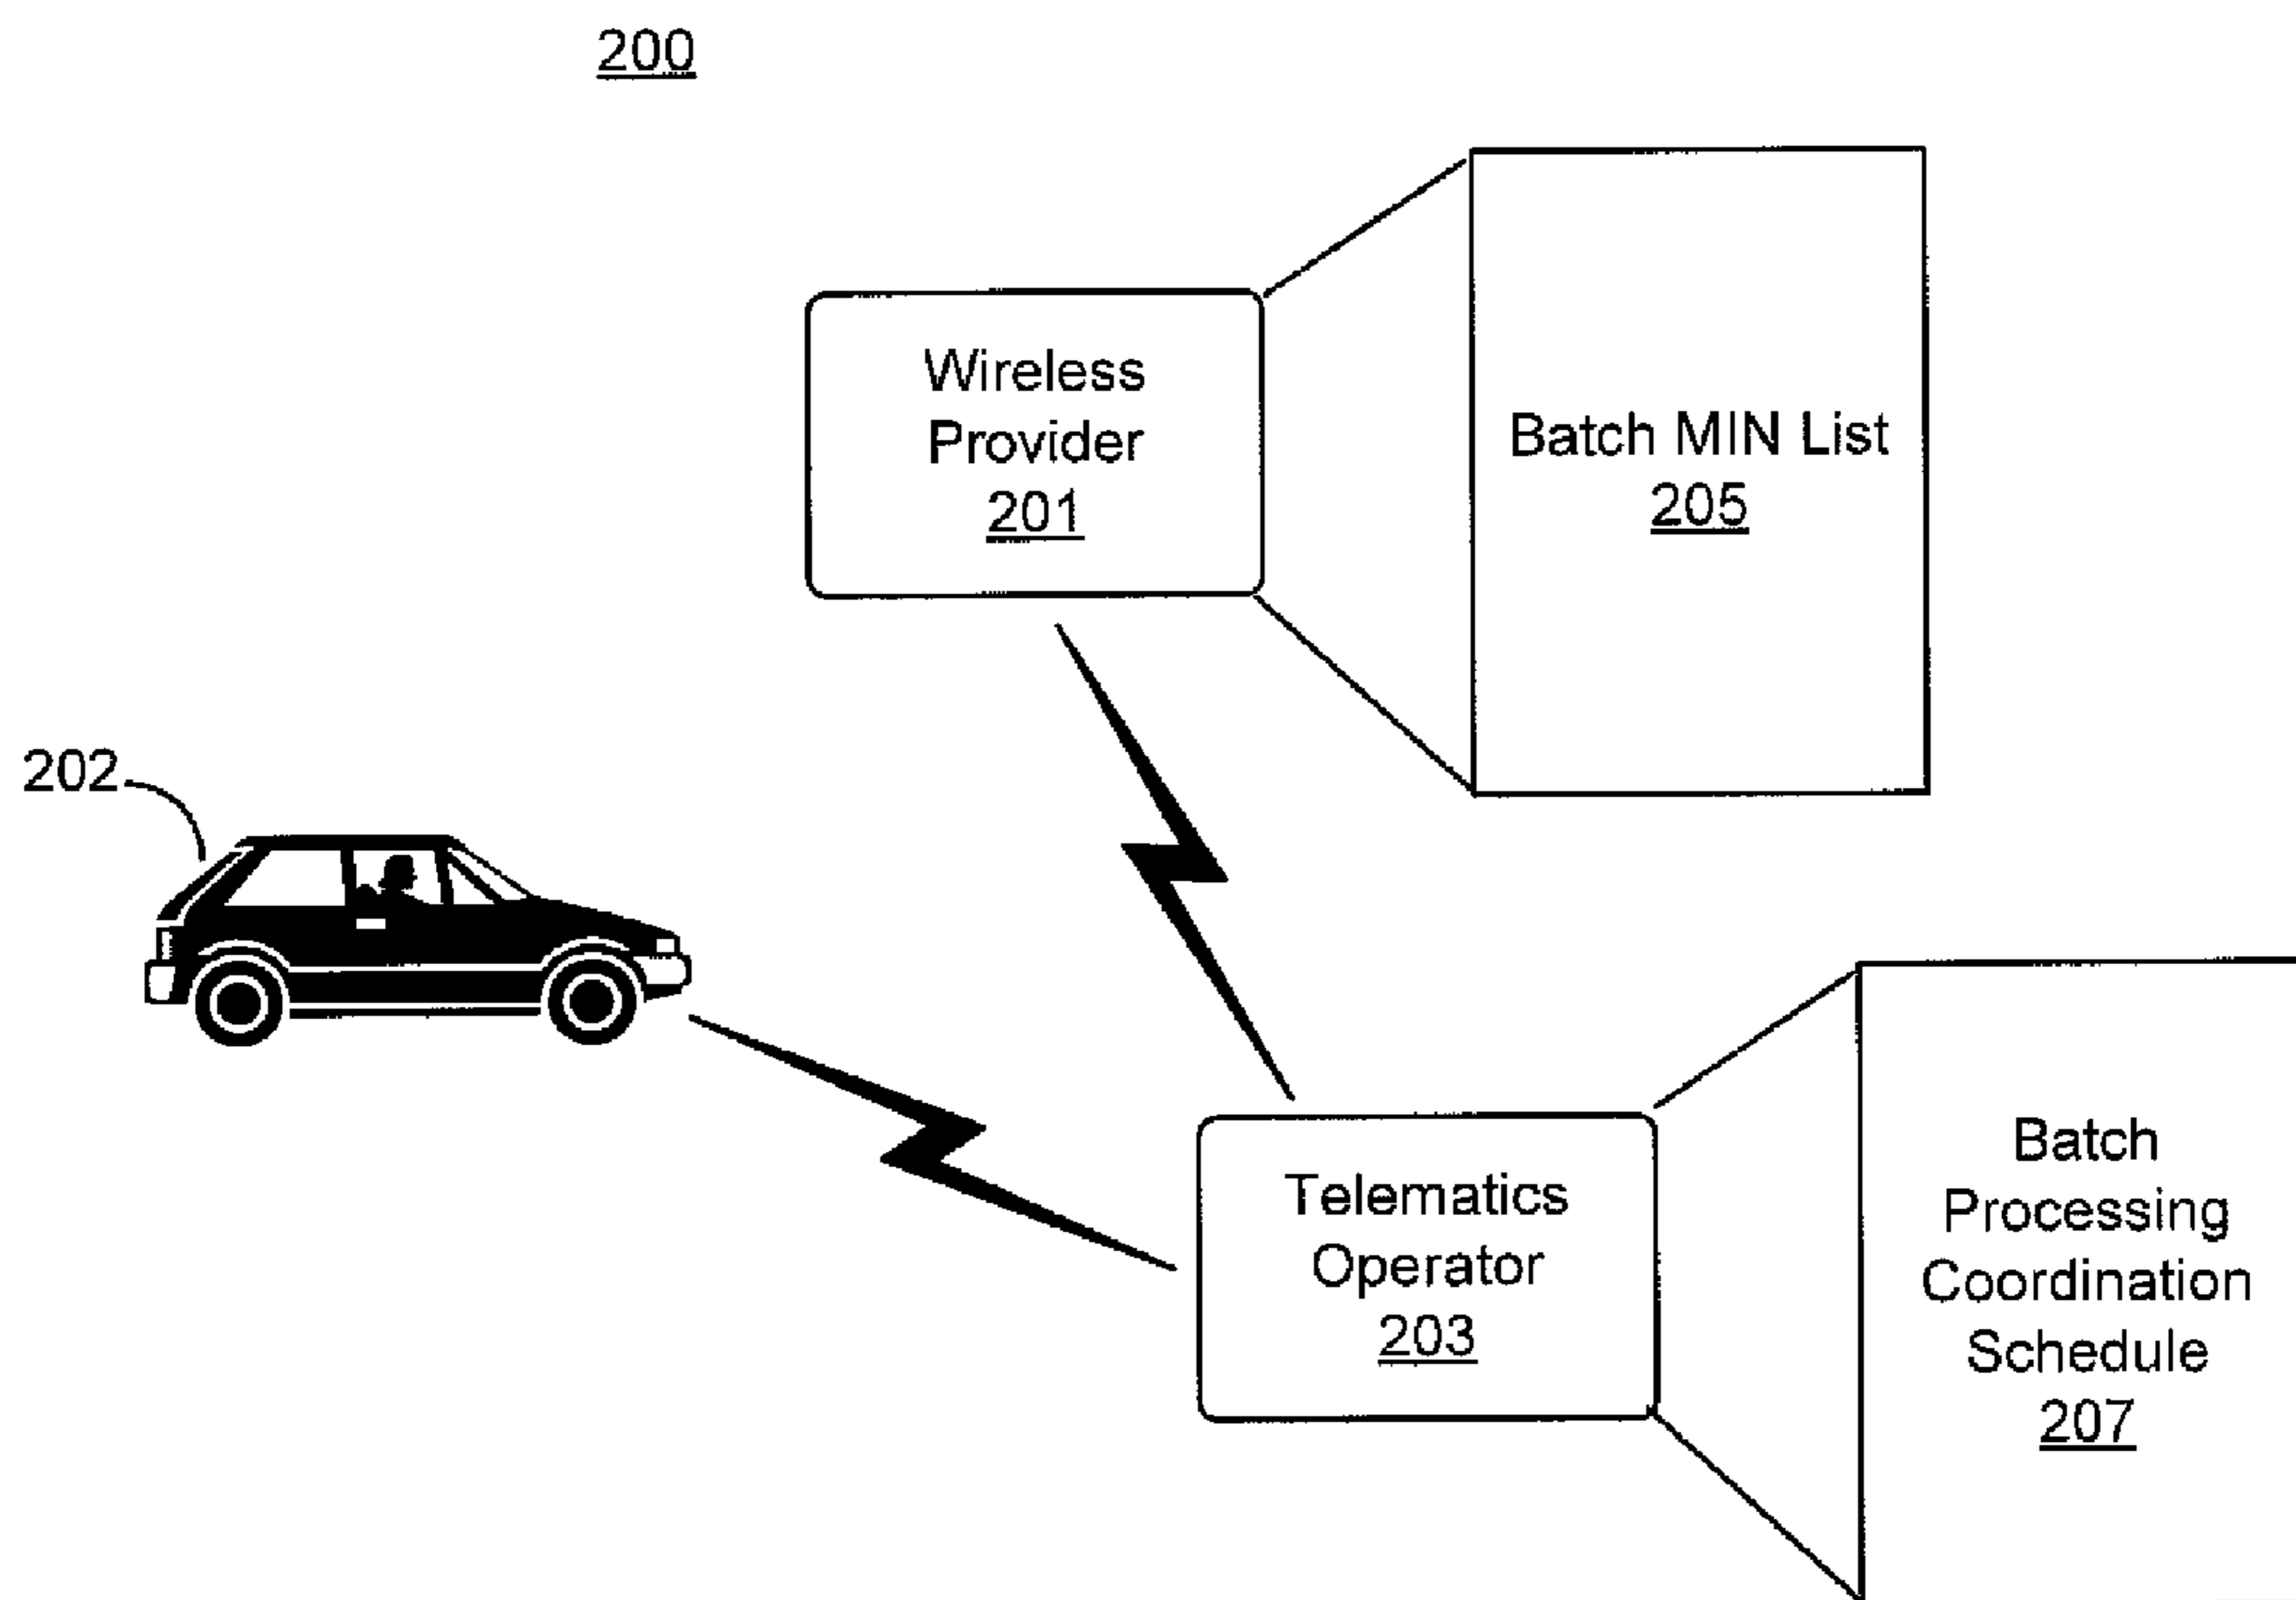 200
Wireless
Provider
201
Batch MIN List
205
202
Telematics
Operator
203
Batch
Processing
Coordination
Schedule
207